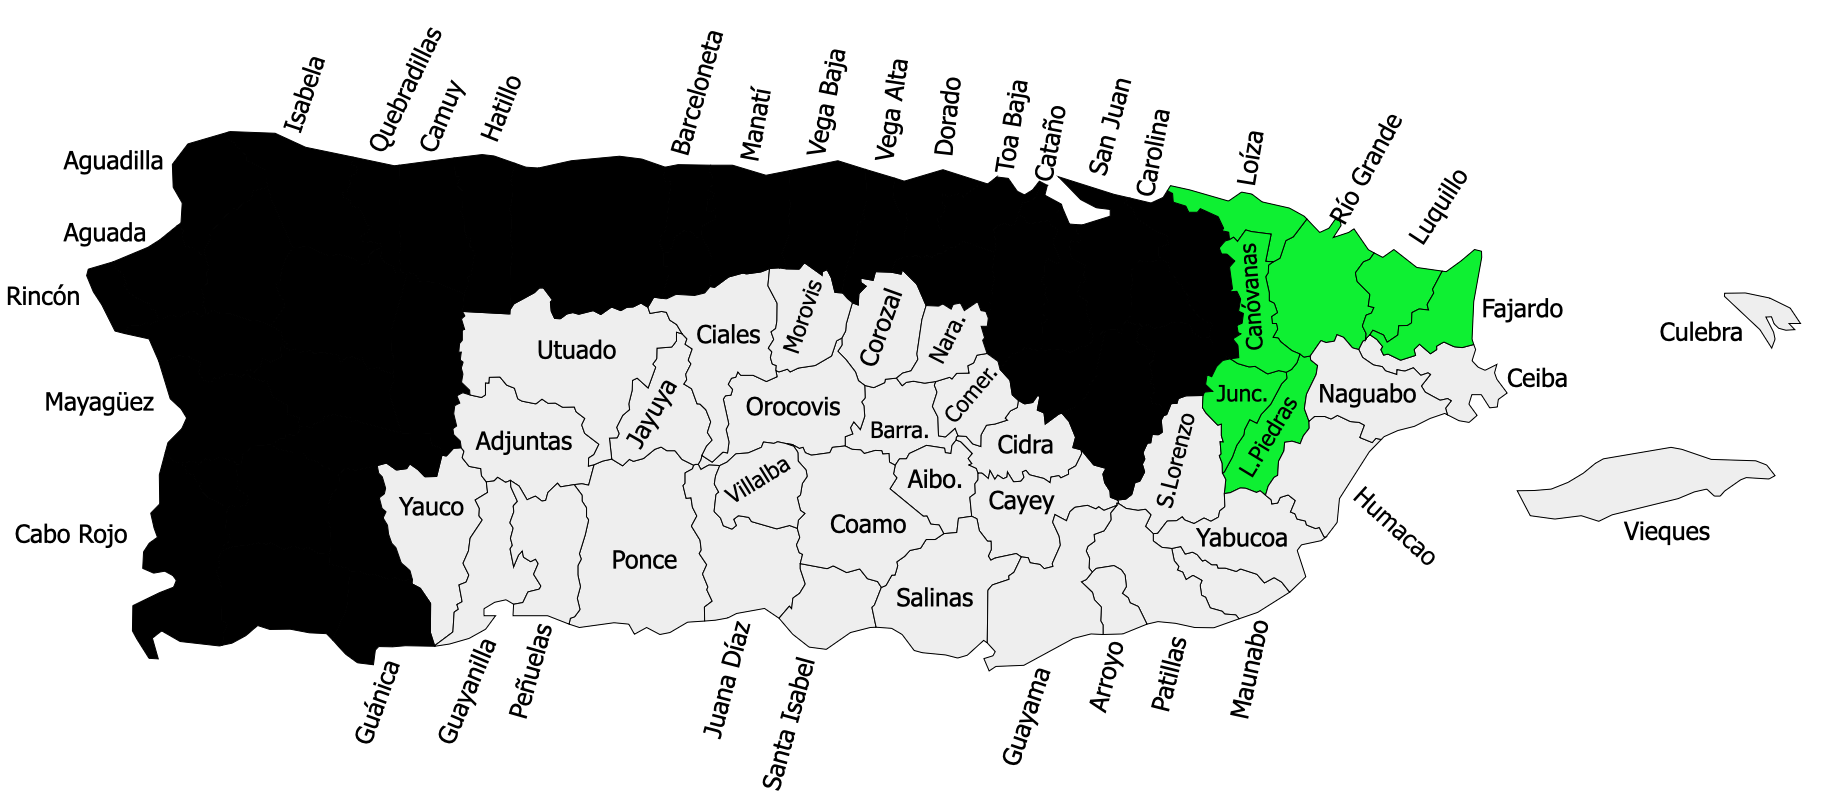 Isabela
Quebradillas
Camuy
Hatillo
Barceloneta
Manatí
Vega Baja
Vega Alta
Dorado
Toa Baja
Cataño
San Juan
Carolina
Loíza
Río Grande
Luquillo
Aguadilla
Aguada
Rincón
Mayagüez
Cabo Rojo
Canóvanas
Fajardo
Culebra
Ceiba
Vieques
Utuado
Ciales
Morovis
Corozal
Nara.
Comer.
Jayuya
Orocovis
Barra.
Cidra
Junc.
L.Piedras
Naguabo
S.Lorenzo
Adjuntas
Villalba
Aibo.
Cayey
Yauco
Coamo
Yabucoa
Humacao
Ponce
Salinas
Guánica
Guayanilla
Peñuelas
Juana Díaz
Santa Isabel
Guayama
Arroyo
Patillas
Maunabo